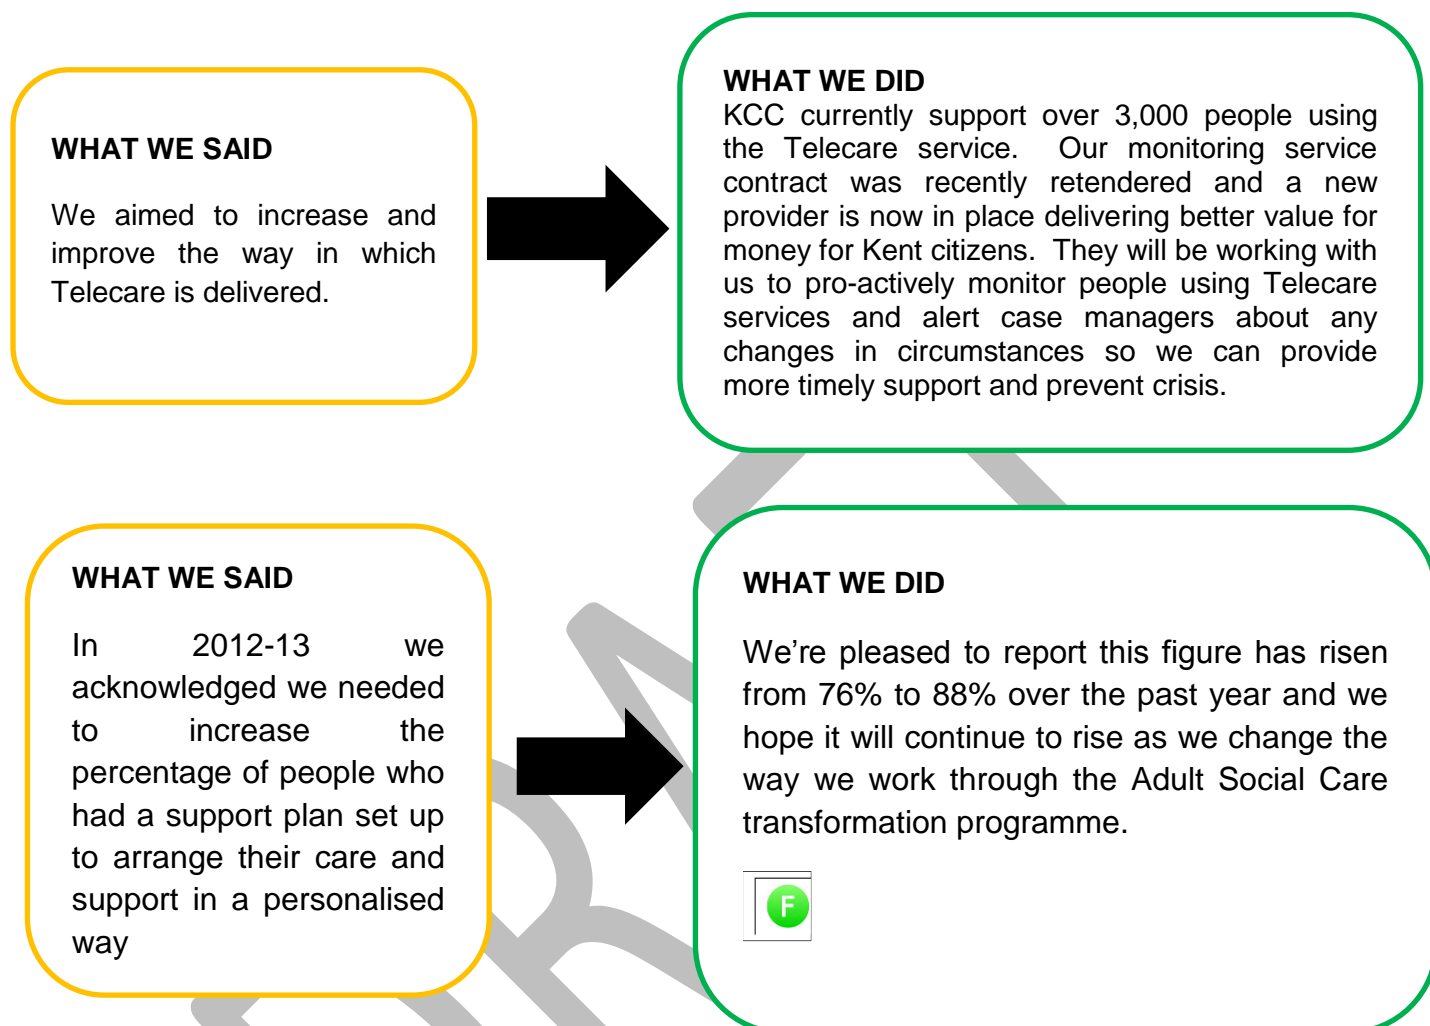 WHAT WE SAID
We aimed to increase and
improve the way in which
Telecare is delivered.
WHAT WE DID
KCC currently support over 3,000 people using
the Telecare service. Our monitoring service
contract was recently retendered and a new
provider is now in place delivering better value for
money for Kent citizens. They will be working with
us to pro-actively monitor people using Telecare
services and alert case managers about any
changes in circumstances so we can provide
more timely support and prevent crisis.
WHAT WE SAID
In 2012-13 we
acknowledged we needed
to increase the
percentage of people who
had a support plan set up
to arrange their care and
support in a personalised
way
WHAT WE DID
We’re pleased to report this figure has risen
from 76% to 88% over the past year and we
hope it will continue to rise as we change the
way we work through the Adult Social Care
transformation programme.
F